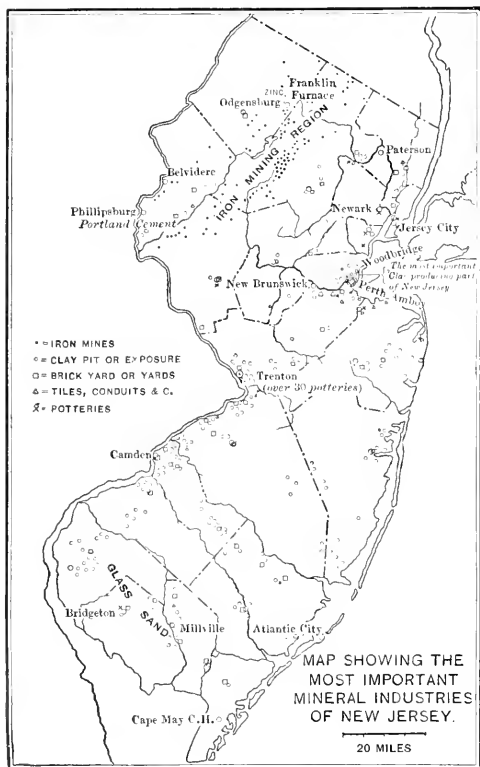 Franklin
Furnace
ZINC
Odgensburg
IRON MINING REGION
Paterson
Belvidere
Phillipsburg
Portland Cement
Newark
Jersey City
Woodbridge
The most important
Clay producing part
of New Jersey
New Brunswick
Perth Amboy
• = IRON MINES
○ = CLAY PIT OR EXPOSURE
□ = BRICK YARD OR YARDS
△ = TILES, CONDUITS & C.
= POTTERIES
Trenton
(over 30 potteries)
Camden
GLASS SAND
Bridgeton
Millville
Atlantic City
MAP SHOWING THE
MOST IMPORTANT
MINERAL INDUSTRIES
OF NEW JERSEY.
20 MILES
Cape May C.H.